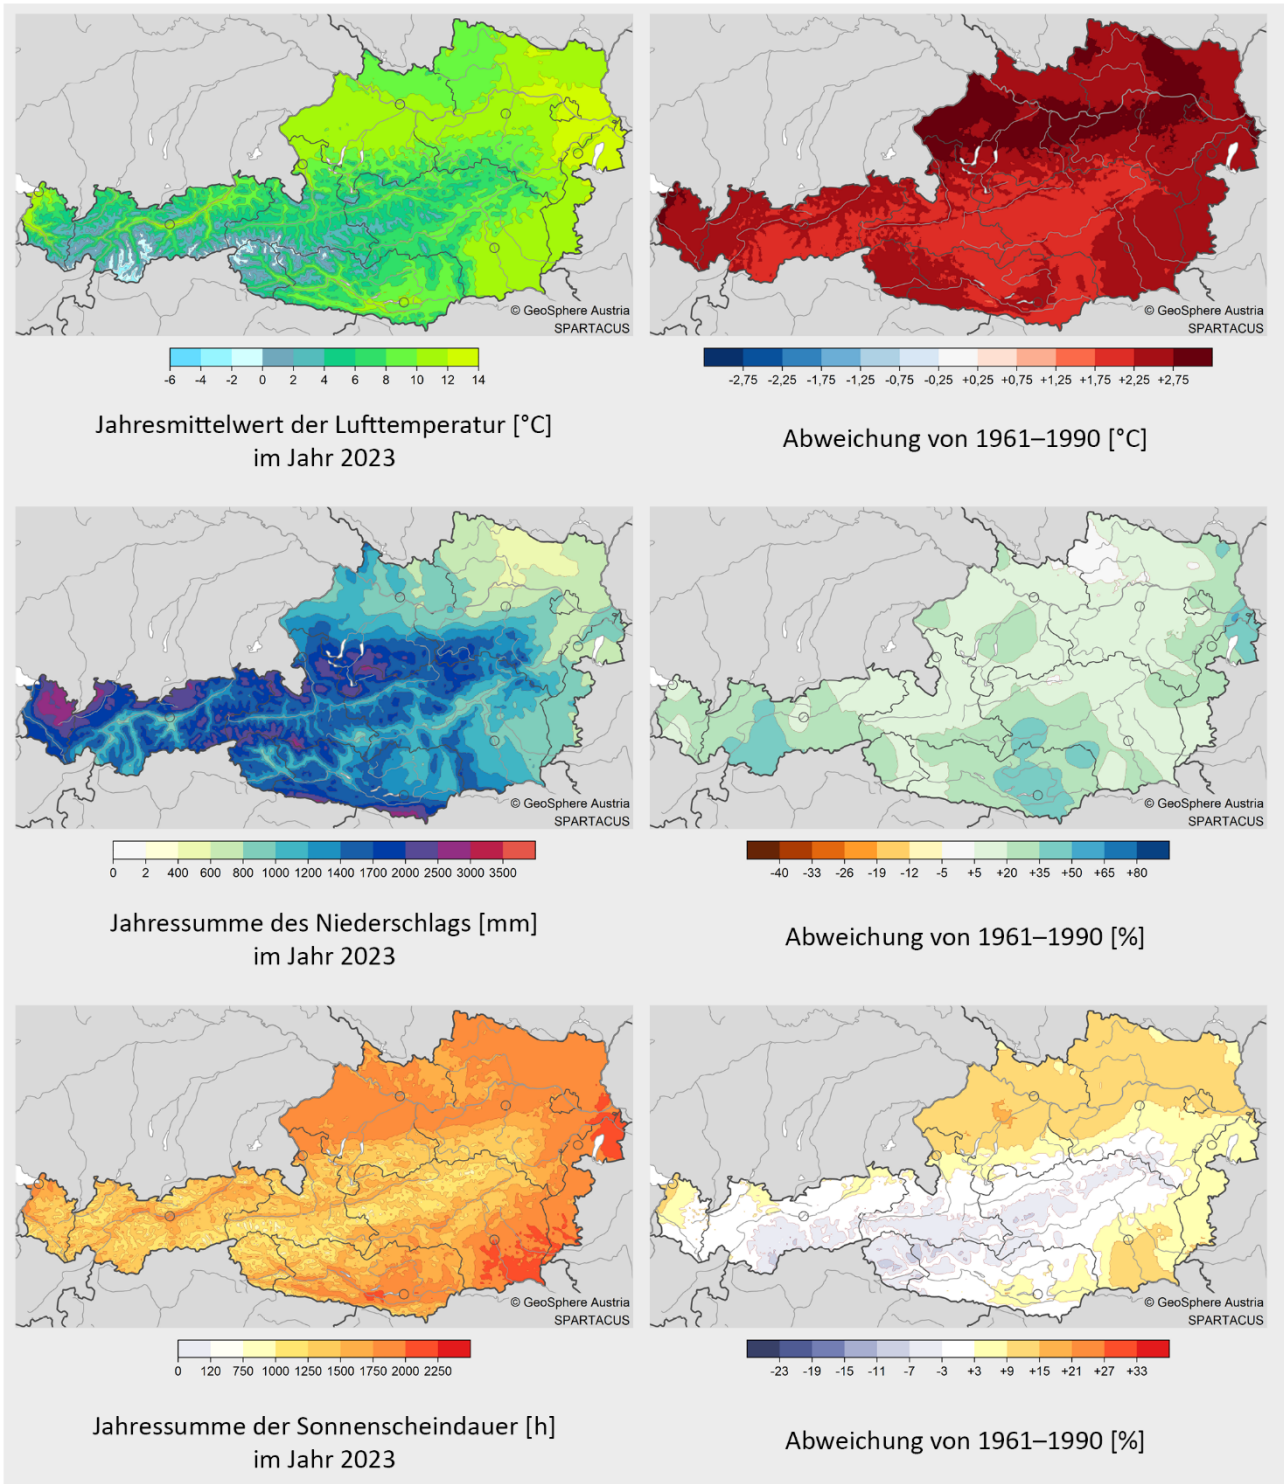 © GeoSphere Austria
SPARTACUS
© GeoSphere Austria
SPARTACUS
-6 -4 -2 0 2 4 6 8 10 12 14
-2,75 -2,25 -1,75 -1,25 -0,75 -0,25 +0,25 +0,75 +1,25 +1,75 +2,25 +2,75
Jahresmittelwert der Lufttemperatur [°C]
im Jahr 2023
Abweichung von 1961–1990 [°C]
© GeoSphere Austria
SPARTACUS
© GeoSphere Austria
SPARTACUS
0 2 400 600 800 1000 1200 1400 1700 2000 2500 3000 3500
-40 -33 -26 -19 -12 -5 +5 +20 +35 +50 +65 +80
Jahressumme des Niederschlags [mm]
im Jahr 2023
Abweichung von 1961–1990 [%]
© GeoSphere Austria
SPARTACUS
© GeoSphere Austria
SPARTACUS
0 120 750 1000 1250 1500 1750 2000 2250
-23 -19 -15 -11 -7 -3 +3 +9 +15 +21 +27 +33
Jahressumme der Sonnenscheindauer [h]
im Jahr 2023
Abweichung von 1961–1990 [%]